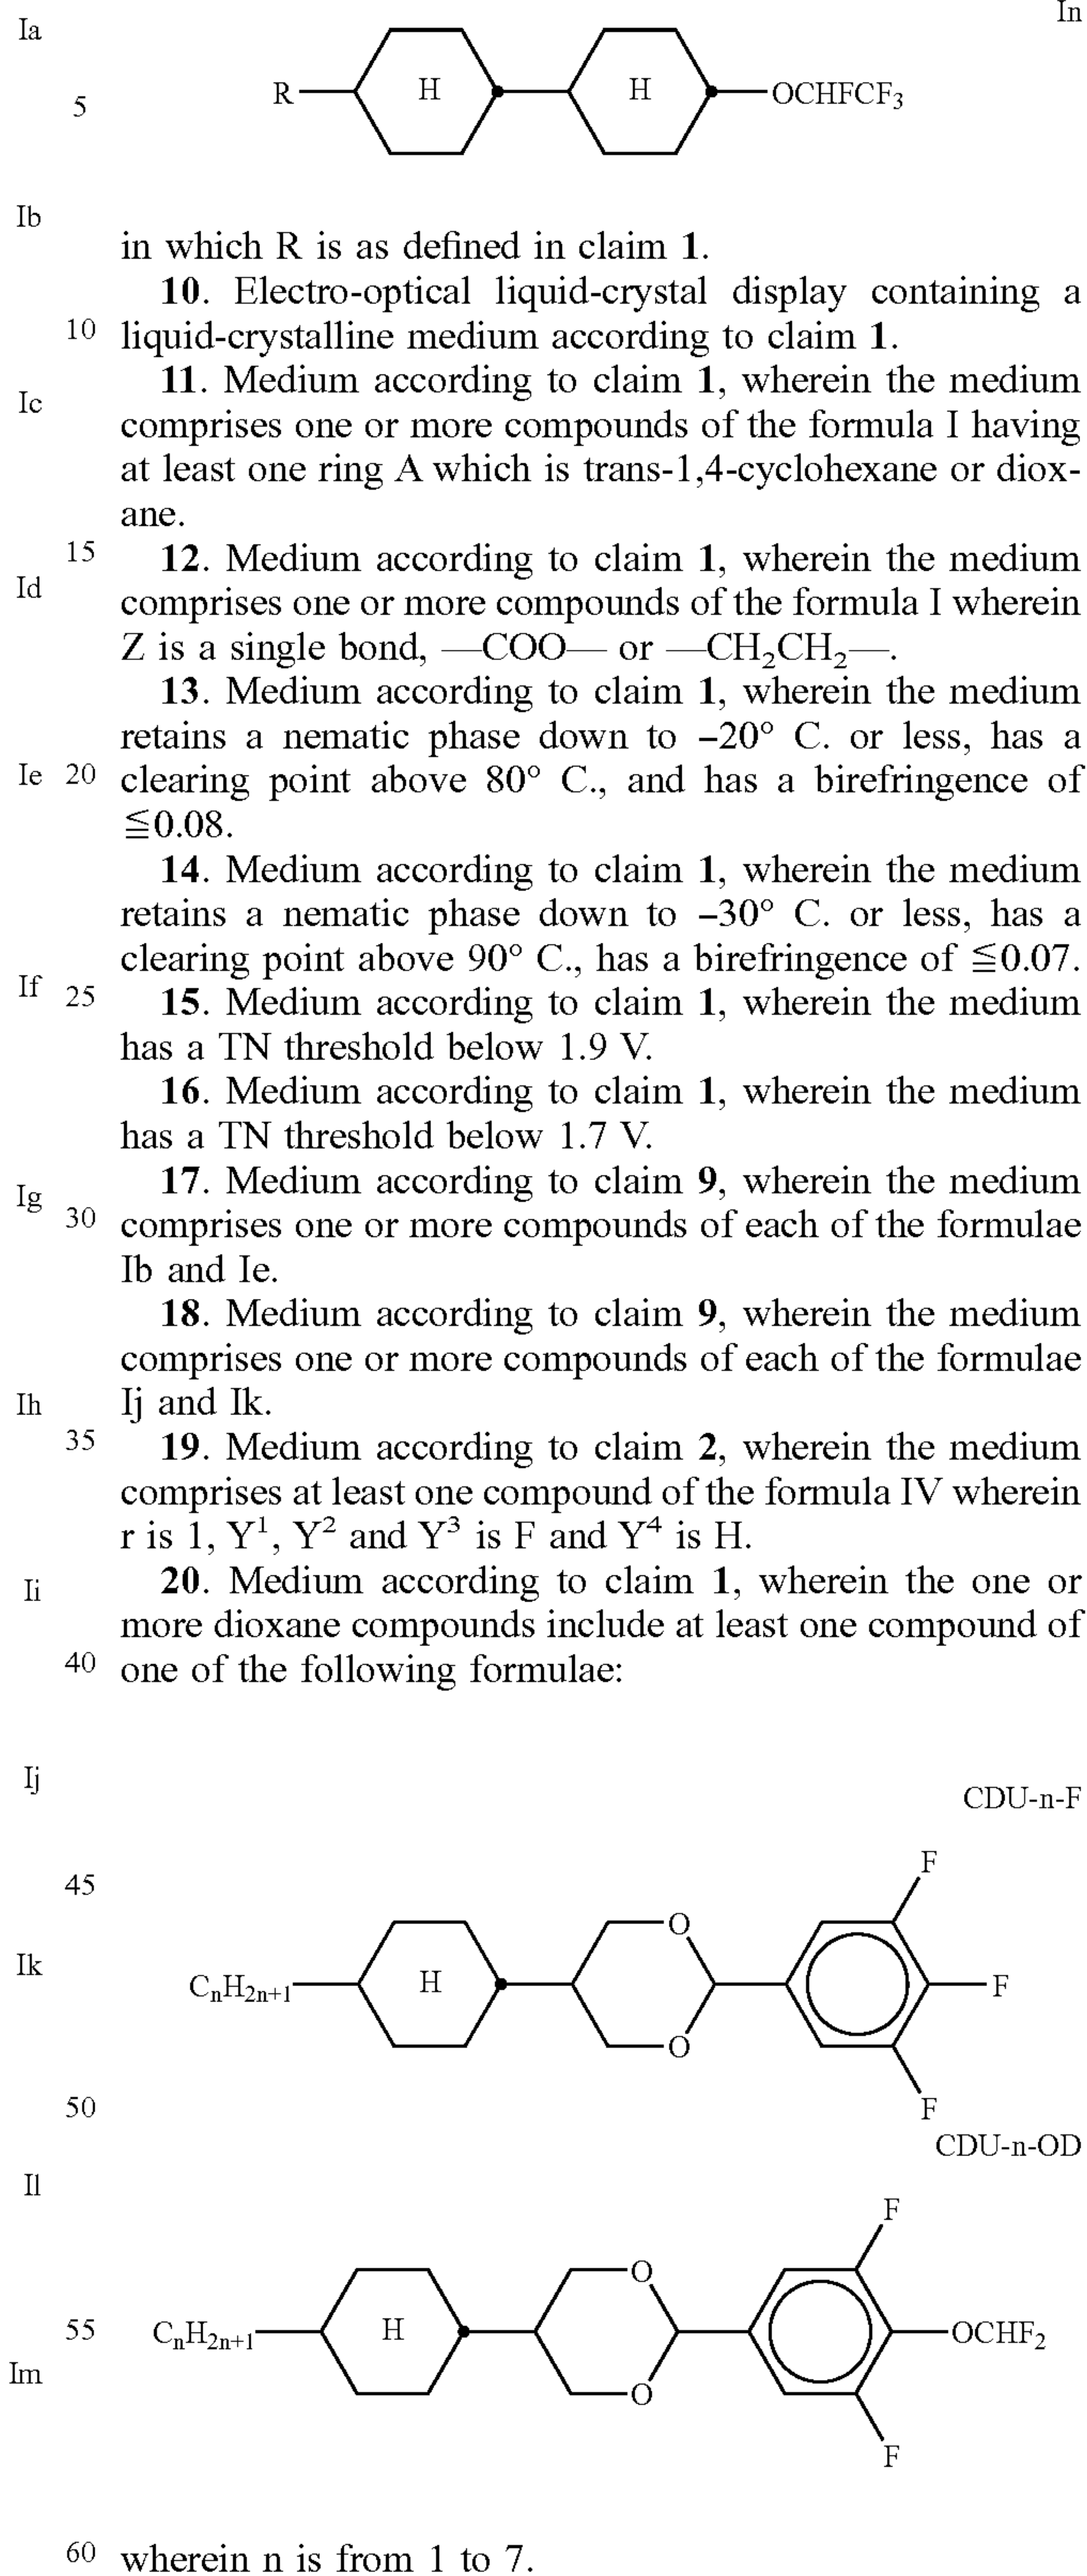 Ia
In
R
H
H
OCHFCF₃
5
Ib
in which R is as defined in claim 1.
10. Electro-optical liquid-crystal display containing a
10
liquid-crystalline medium according to claim 1.
11. Medium according to claim 1, wherein the medium
Ic
comprises one or more compounds of the formula I having
at least one ring A which is trans-1,4-cyclohexane or diox-
ane.
15
12. Medium according to claim 1, wherein the medium
Id
comprises one or more compounds of the formula I wherein
Z is a single bond, —COO— or —CH₂CH₂—.
13. Medium according to claim 1, wherein the medium
retains a nematic phase down to –20° C. or less, has a
Ie
20
clearing point above 80° C., and has a birefringence of
≦0.08.
14. Medium according to claim 1, wherein the medium
retains a nematic phase down to –30° C. or less, has a
clearing point above 90° C., has a birefringence of ≦0.07.
If
25
15. Medium according to claim 1, wherein the medium
has a TN threshold below 1.9 V.
16. Medium according to claim 1, wherein the medium
has a TN threshold below 1.7 V.
17. Medium according to claim 9, wherein the medium
Ig
30
comprises one or more compounds of each of the formulae
Ib and Ie.
18. Medium according to claim 9, wherein the medium
comprises one or more compounds of each of the formulae
Ih
Ij and Ik.
35
19. Medium according to claim 2, wherein the medium
comprises at least one compound of the formula IV wherein
r is 1, Y¹, Y² and Y³ is F and Y⁴ is H.
Ii
20. Medium according to claim 1, wherein the one or
more dioxane compounds include at least one compound of
40
one of the following formulae:
Ij
CDU-n-F
F
45
O
Ik
CₙH₂ₙ₊₁
H
F
O
50
F
CDU-n-OD
Il
F
O
55
CₙH₂ₙ₊₁
H
OCHF₂
Im
O
F
60
wherein n is from 1 to 7.